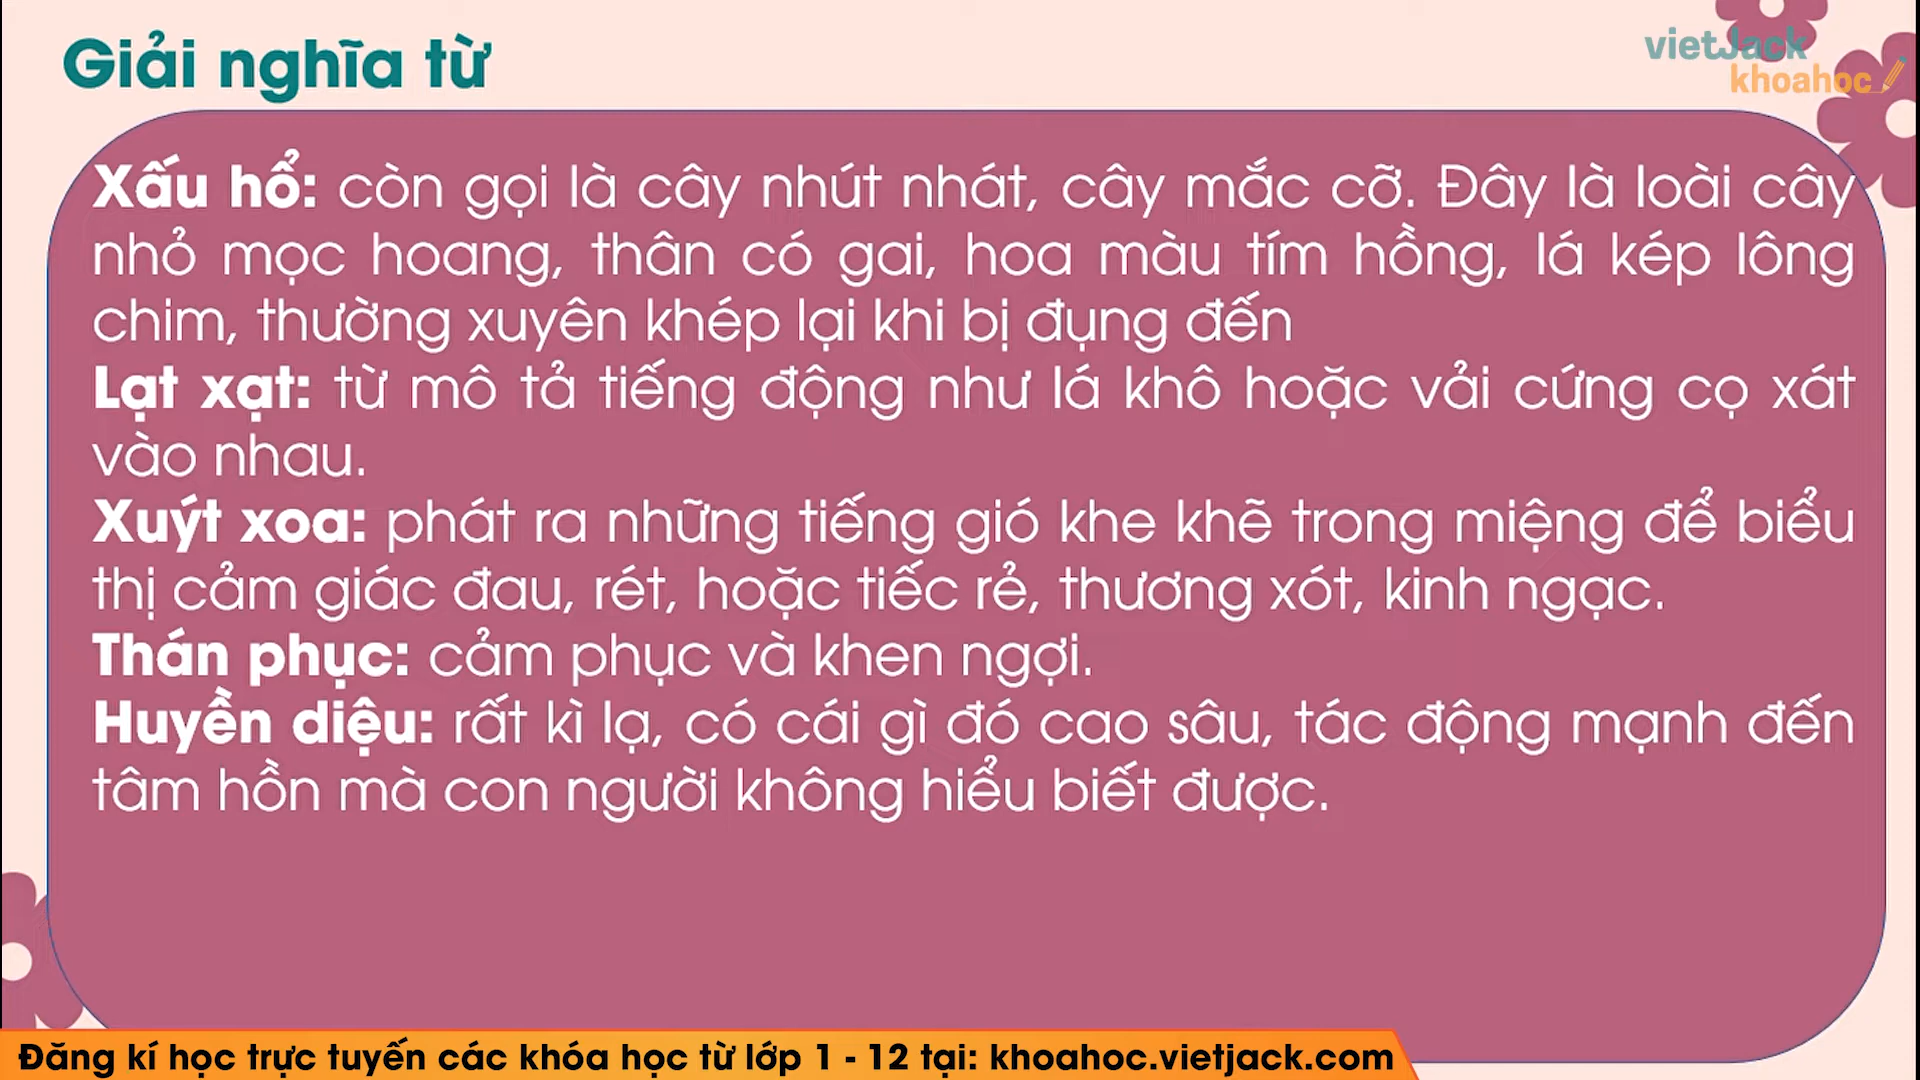 Giải nghĩa từ
vietJack
khoahoc
Xấu hổ: còn gọi là cây nhút nhát, cây mắc cỡ. Đây là loài cây
nhỏ mọc hoang, thân có gai, hoa màu tím hồng, lá kép lông
chim, thường xuyên khép lại khi bị đụng đến
Lạt xạt: từ mô tả tiếng động như lá khô hoặc vải cứng cọ xát
vào nhau.
Xuýt xoa: phát ra những tiếng gió khe khẽ trong miệng để biểu
thị cảm giác đau, rét, hoặc tiếc rẻ, thương xót, kinh ngạc.
Thán phục: cảm phục và khen ngợi.
Huyền diệu: rất kì lạ, có cái gì đó cao sâu, tác động mạnh đến
tâm hồn mà con người không hiểu biết được.
Đăng kí học trực tuyến các khóa học từ lớp 1 - 12 tại: khoahoc.vietjack.com